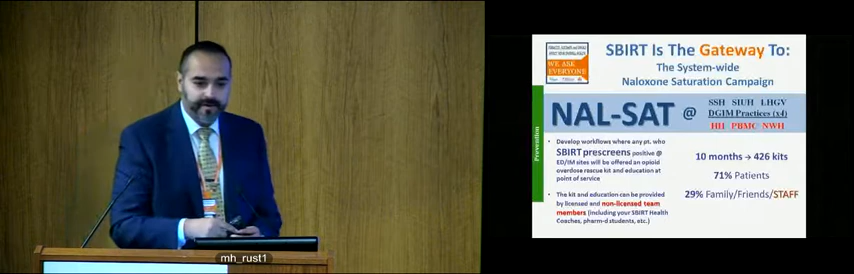 SBIRT Is The Gateway To:
The System-wide
Naloxone Saturation Campaign
WE ASK
EVERYONE
NAL-SAT @
SSH SIUH LHGV
DGIM Practices (x4)
HH PBMC NWH
Prevention
• Develop workflows where any pt. who
SBIRT prescreens positive @
ED/IM sites will be offered an opioid
overdose rescue kit and education at
point of service
• The kit and education can be provided
by licensed and non-licensed team
members (including your SBIRT Health
Coaches, pharm-d students, etc.)
10 months → 426 kits
71% Patients
29% Family/Friends/STAFF
mh_rust1